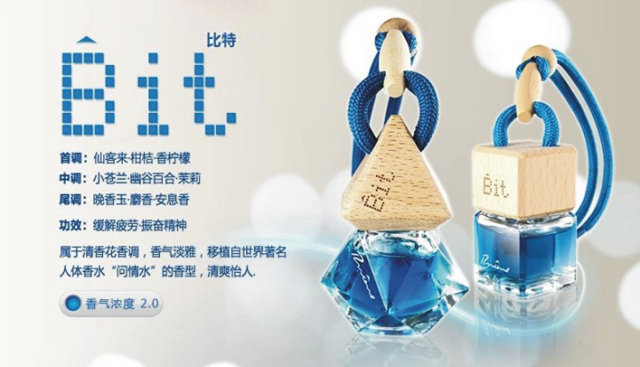 比特
Bit.
首调：仙客来·柑桔·香柠檬
中调：小苍兰·幽谷百合·茉莉
尾调：晚香玉·麝香·安息香
功效：缓解疲劳·振奋精神
属于清香花香调，香气淡雅，移植自世界著名
人体香水“问情水”的香型，清爽怡人.
香气浓度 2.0
B̂it
B̂it